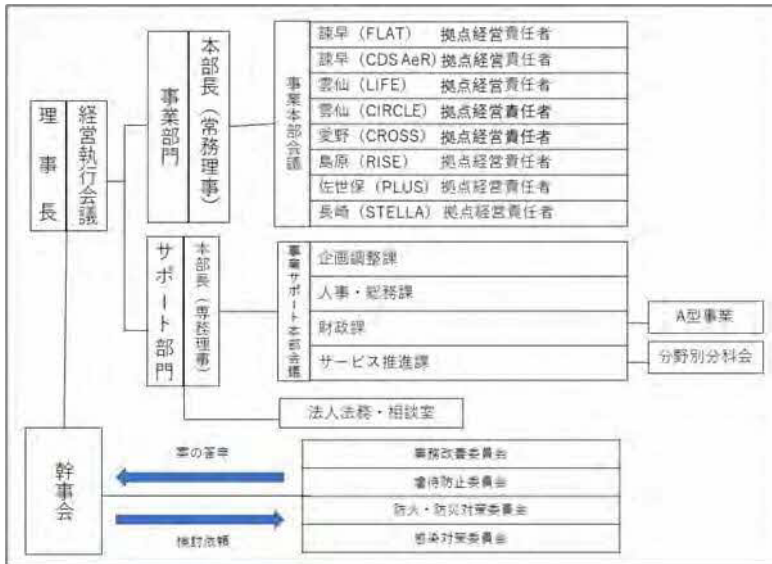 理事長
経営執行会議
事業部門
本部長（常務理事）
事業本部会議
諫早（FLAT） 拠点経営責任者
諫早（CDS AeR）拠点経営責任者
雲仙（LIFE） 拠点経営責任者
雲仙（CIRCLE） 拠点経営責任者
愛野（CROSS） 拠点経営責任者
島原（RISE） 拠点経営責任者
佐世保（PLUS） 拠点経営責任者
長崎（STELLA） 拠点経営責任者
サポート部門
本部長（専務理事）
事業サポート本部会議
企画調整課
人事・総務課
財政課
サービス推進課
A型事業
分野別分科会
法人法務・相談室
幹事会
案の答申
検討依頼
業務改善委員会
虐待防止委員会
防火・防災対策委員会
感染対策委員会